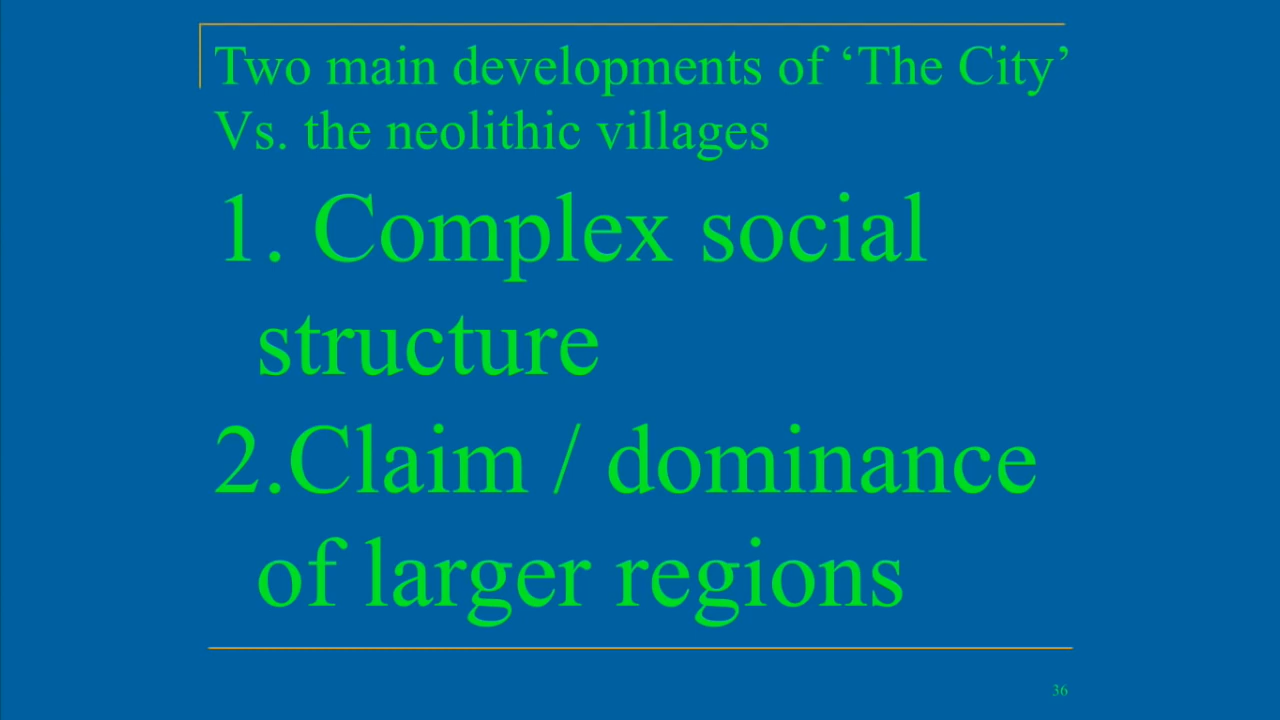 Two main developments of ‘The City’
Vs. the neolithic villages
1. Complex social
structure
2.Claim / dominance
of larger regions
36